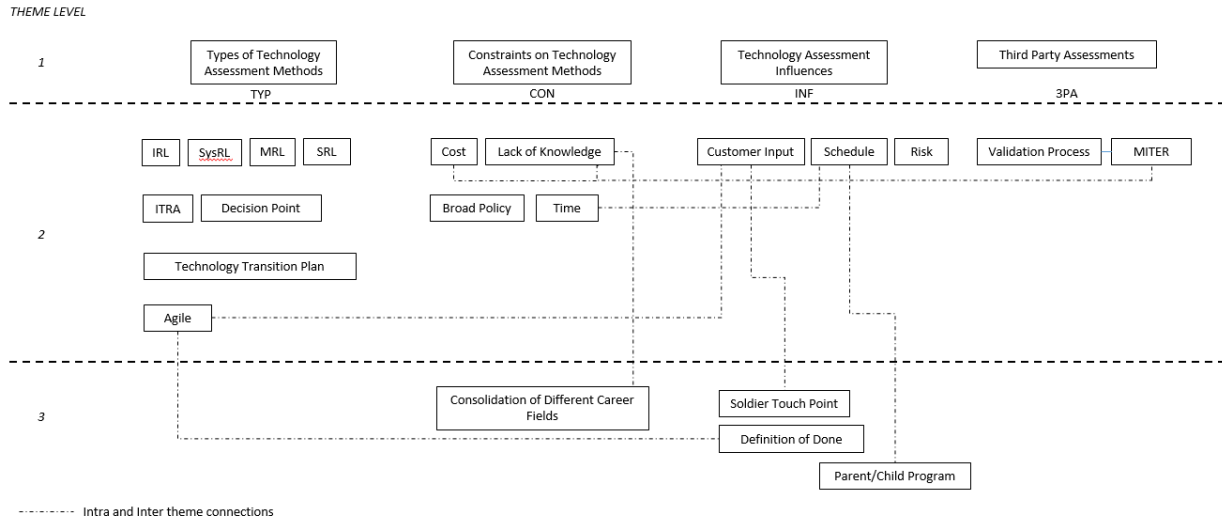 THEME LEVEL
1
Types of Technology
Assessment Methods
Constraints on Technology
Assessment Methods
Technology Assessment
Influences
Third Party Assessments
TYP
CON
INF
3PA
IRL
SysRL
MRL
SRL
Cost
Lack of Knowledge
Customer Input
Schedule
Risk
Validation Process
MITER
ITRA
Decision Point
Broad Policy
Time
2
Technology Transition Plan
Agile
3
Consolidation of Different Career
Fields
Soldier Touch Point
Definition of Done
Parent/Child Program
Intra and Inter theme connections